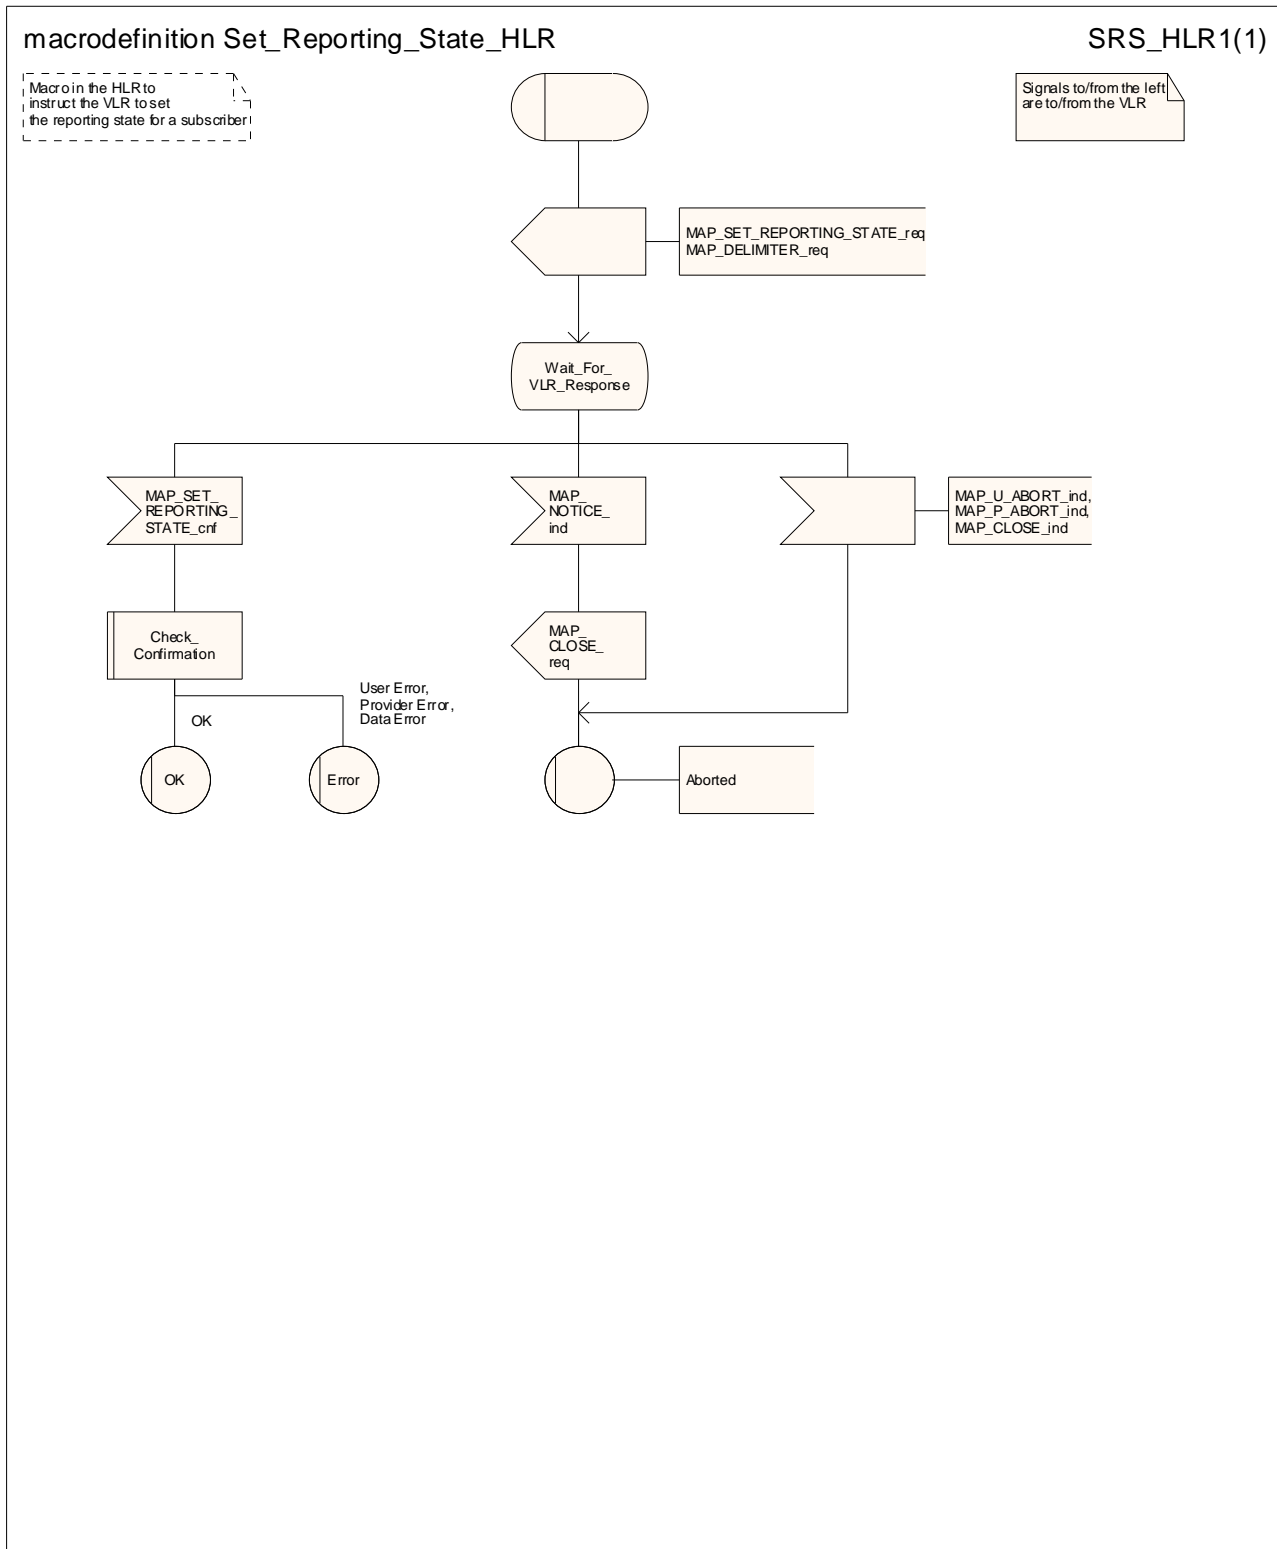 macrodefinition Set_Reporting_State_HLR
SRS_HLR1(1)
Macro in the HLR to
instruct the VLR to set
the reporting state for a subscriber
Signals to/from the left
are to/from the VLR
MAP_SET_REPORTING_STATE_req
MAP_DELIMITER_req
Wait_For_
VLR_Response
MAP_SET_
REPORTING_
STATE_cnf
MAP_
NOTICE_
ind
MAP_U_ABORT_ind,
MAP_P_ABORT_ind,
MAP_CLOSE_ind
Check_
Confirmation
MAP_
CLOSE_
req
User Error,
Provider Error,
Data Error
OK
OK
Error
Aborted